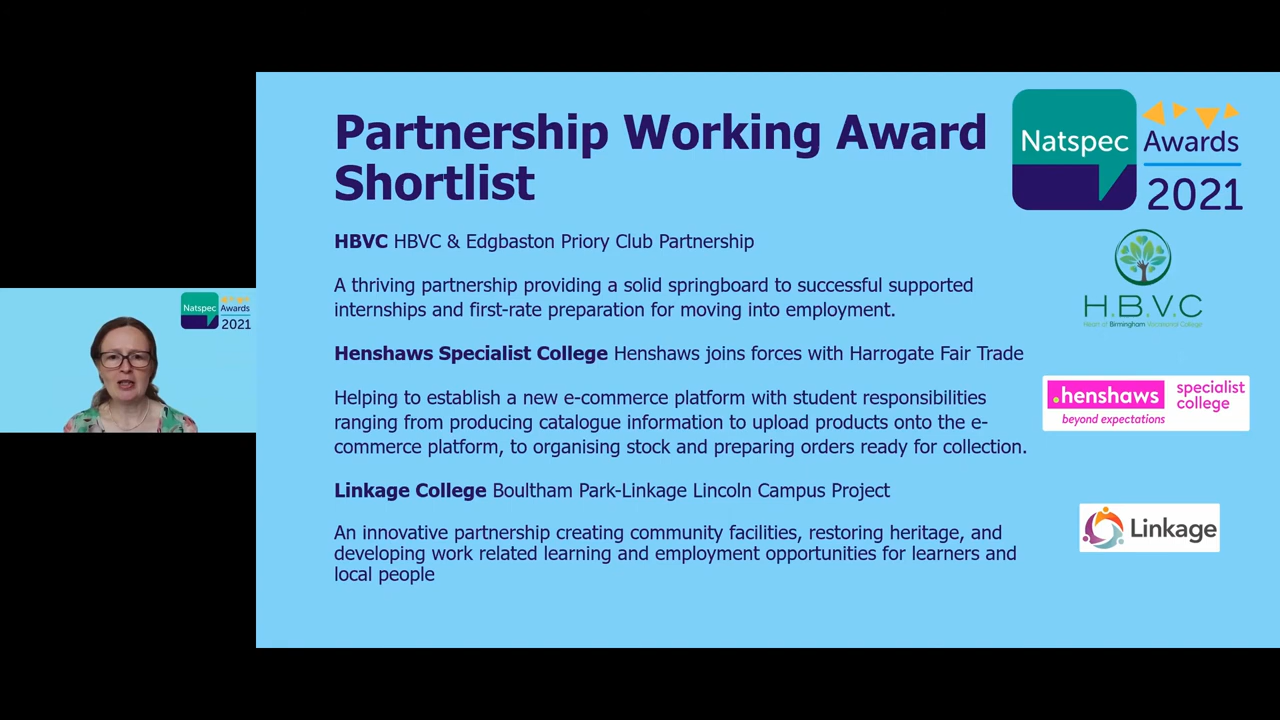 Partnership Working Award
Shortlist
Natspec
Awards
2021
HBVC HBVC & Edgbaston Priory Club Partnership
A thriving partnership providing a solid springboard to successful supported
internships and first-rate preparation for moving into employment.
H.B.V.C
Heart of Birmingham Vocational College
Henshaws Specialist College Henshaws joins forces with Harrogate Fair Trade
Helping to establish a new e-commerce platform with student responsibilities
ranging from producing catalogue information to upload products onto the e-
commerce platform, to organising stock and preparing orders ready for collection.
.henshaws
beyond expectations
specialist
college
Linkage College Boultham Park-Linkage Lincoln Campus Project
An innovative partnership creating community facilities, restoring heritage, and
developing work related learning and employment opportunities for learners and
local people
Linkage
Natspec
Awards
2021